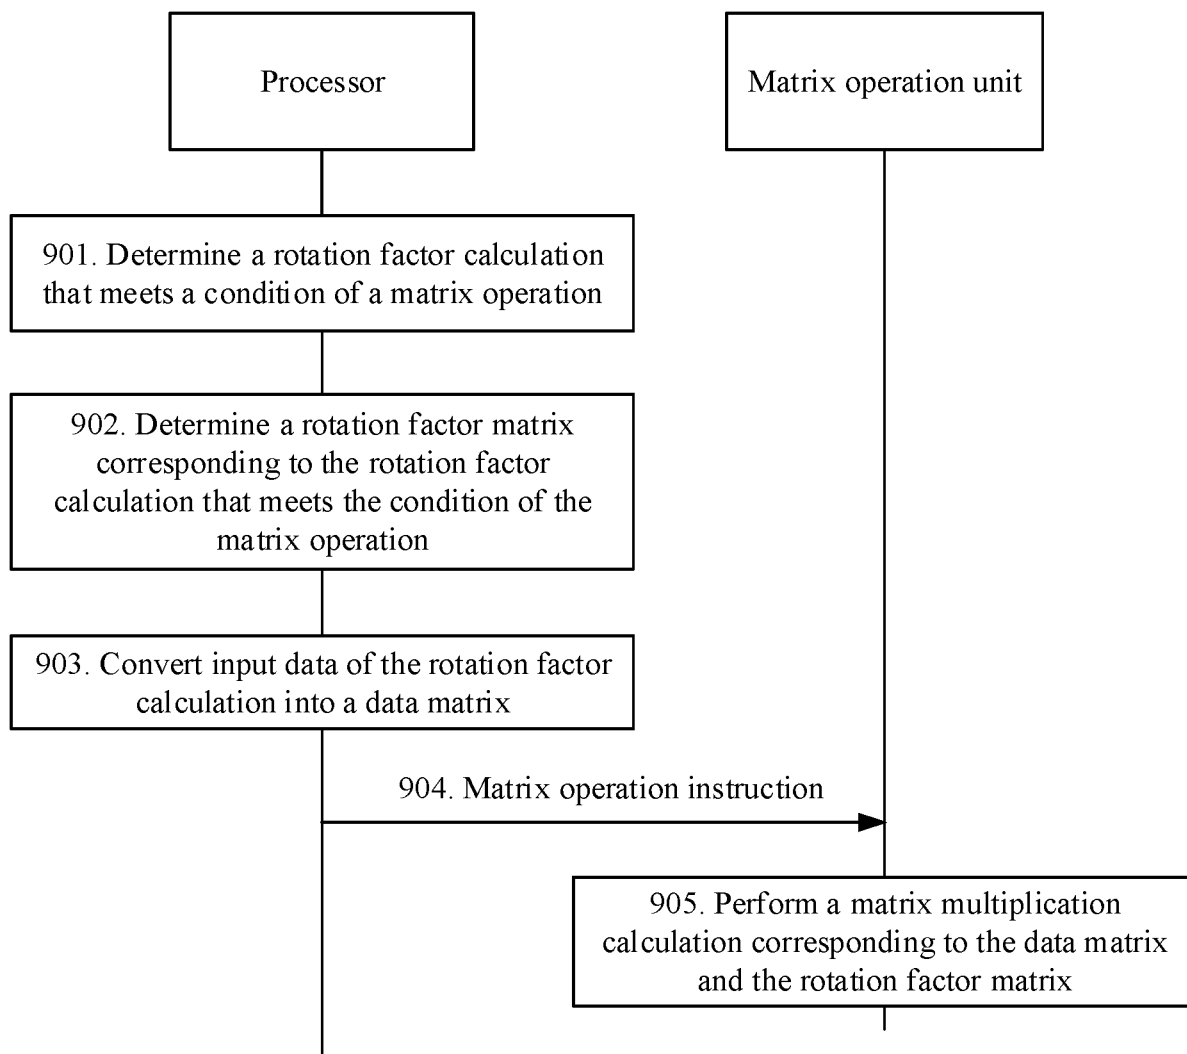 Processor
Matrix operation unit
901. Determine a rotation factor calculation
that meets a condition of a matrix operation
902. Determine a rotation factor matrix
corresponding to the rotation factor
calculation that meets the condition of the
matrix operation
903. Convert input data of the rotation factor
calculation into a data matrix
904. Matrix operation instruction
905. Perform a matrix multiplication
calculation corresponding to the data matrix
and the rotation factor matrix